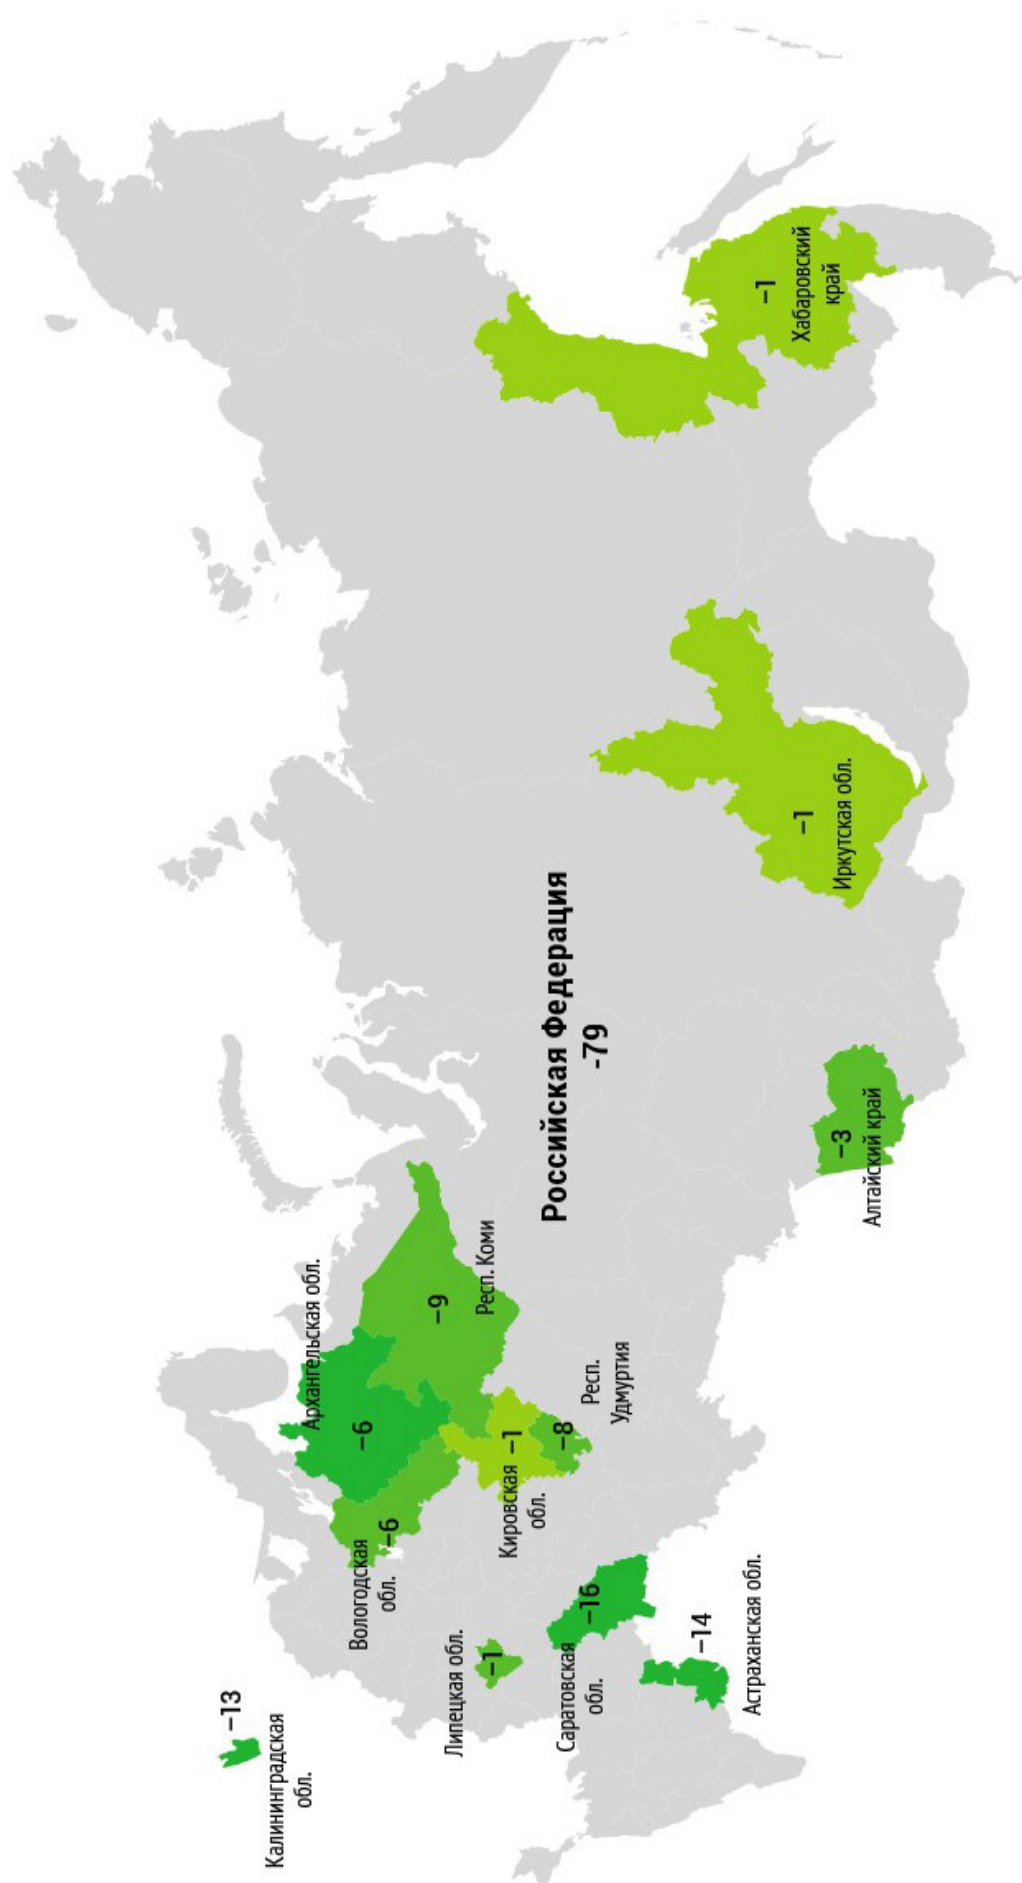 –13
Калининградская
обл.
Архангельская обл.
–6
Вологодская
обл.
–6
–9
Респ. Коми
Липецкая обл.
–1
Кировская
обл.
–1
–8
Респ.
Удмуртия
Российская Федерация
-79
Саратовская
обл.
–16
–14
Астраханская обл.
–3
Алтайский край
–1
Иркутская обл.
–1
Хабаровский
край